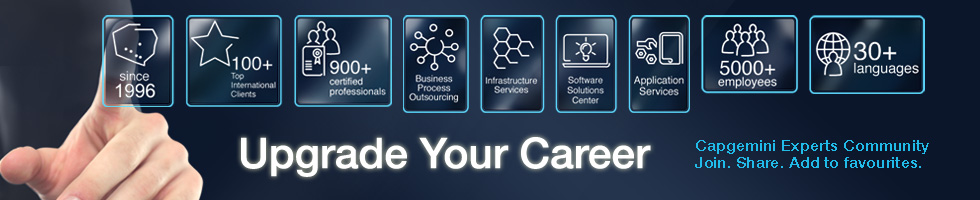 since
1996
100+
Top
International
Clients
900+
certified
professionals
Business
Process
Outsourcing
Infrastructure
Services
Software
Solutions
Center
Application
Services
5000+
employees
30+
languages
Upgrade Your Career
Capgemini Experts Community
Join. Share. Add to favourites.